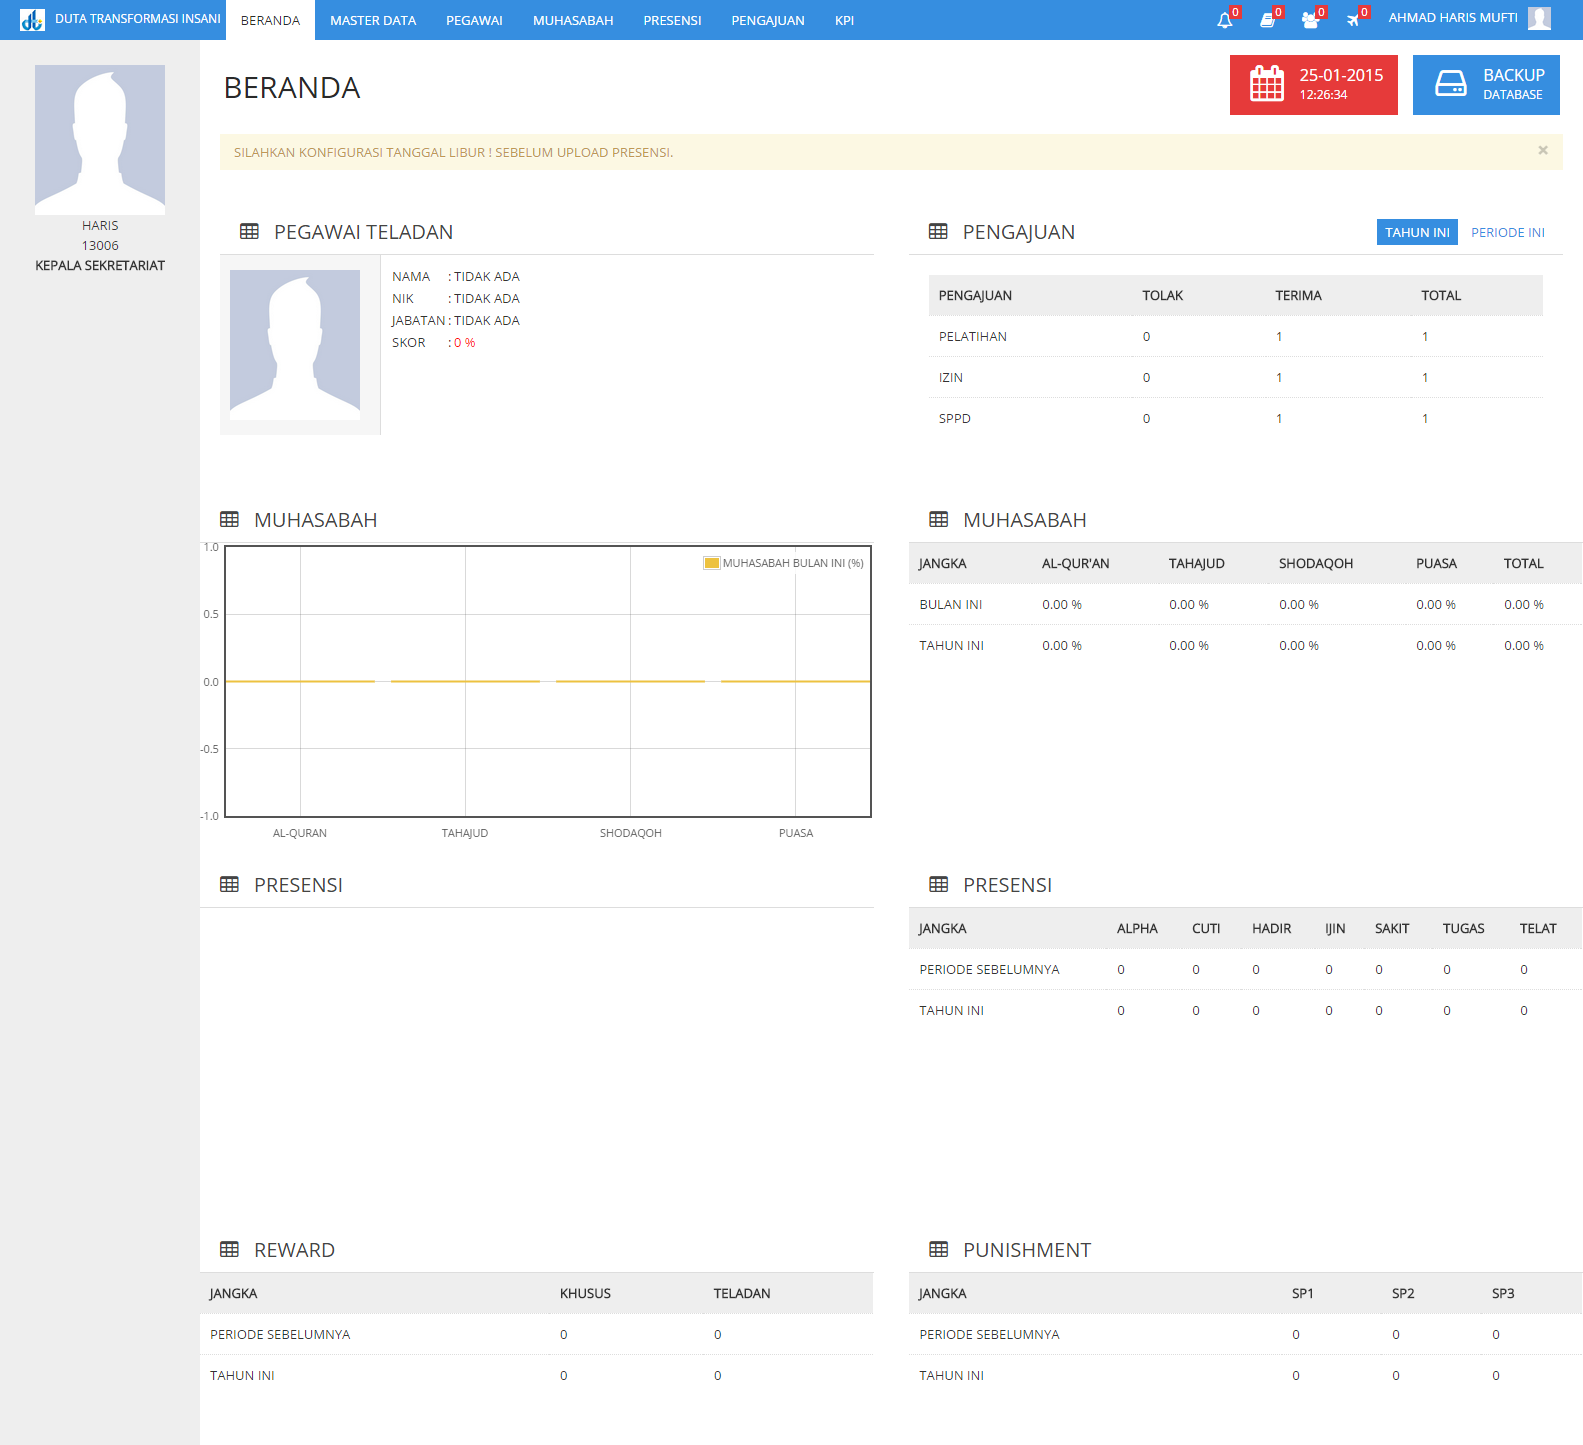 DUTA TRANSFORMASI INSANI BERANDA MASTER DATA PEGAWAI MUHASABAH PRESENSI PENGAJUAN KPI 0 0 0 0 AHMAD HARIS MUFTI
HARIS
13006
KEPALA SEKRETARIAT
BERANDA
25-01-2015
12:26:34
BACKUP
DATABASE
SILAHKAN KONFIGURASI TANGGAL LIBUR ! SEBELUM UPLOAD PRESENSI. ×
PEGAWAI TELADAN
NAMA : TIDAK ADA
NIK : TIDAK ADA
JABATAN : TIDAK ADA
SKOR : 0 %
PENGAJUAN TAHUN INI PERIODE INI
PENGAJUAN TOLAK TERIMA TOTAL
PELATIHAN 0 1 1
IZIN 0 1 1
SPPD 0 1 1
MUHASABAH
MUHASABAH BULAN INI (%)
1.0
0.5
0.0
-0.5
-1.0
AL-QURAN TAHAJUD SHODAQOH PUASA
MUHASABAH
JANGKA AL-QUR'AN TAHAJUD SHODAQOH PUASA TOTAL
BULAN INI 0.00 % 0.00 % 0.00 % 0.00 % 0.00 %
TAHUN INI 0.00 % 0.00 % 0.00 % 0.00 % 0.00 %
PRESENSI
PRESENSI
JANGKA ALPHA CUTI HADIR IJIN SAKIT TUGAS TELAT
PERIODE SEBELUMNYA 0 0 0 0 0 0 0
TAHUN INI 0 0 0 0 0 0 0
REWARD
JANGKA KHUSUS TELADAN
PERIODE SEBELUMNYA 0 0
TAHUN INI 0 0
PUNISHMENT
JANGKA SP1 SP2 SP3
PERIODE SEBELUMNYA 0 0 0
TAHUN INI 0 0 0